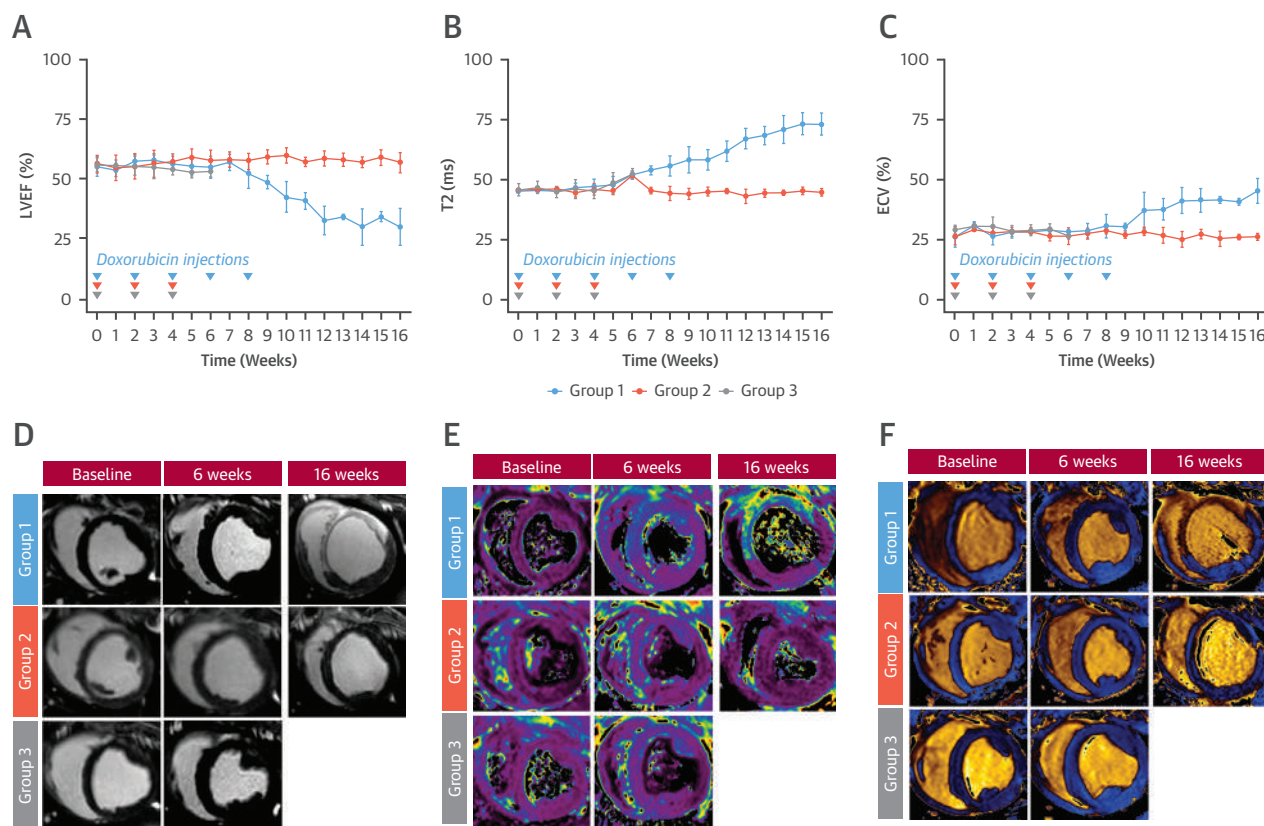 A
100
75
50
25
0
LVEF (%)
Doxorubicin injections
0 1 2 3 4 5 6 7 8 9 10 11 12 13 14 15 16
Time (Weeks)
B
100
75
50
25
0
T2 (ms)
Doxorubicin injections
0 1 2 3 4 5 6 7 8 9 10 11 12 13 14 15 16
Time (Weeks)
C
100
75
50
25
0
ECV (%)
Doxorubicin injections
0 1 2 3 4 5 6 7 8 9 10 11 12 13 14 15 16
Time (Weeks)
Group 1 Group 2 Group 3
D
Baseline 6 weeks 16 weeks
Group 1
Group 2
Group 3
E
Baseline 6 weeks 16 weeks
Group 1
Group 2
Group 3
F
Baseline 6 weeks 16 weeks
Group 1
Group 2
Group 3